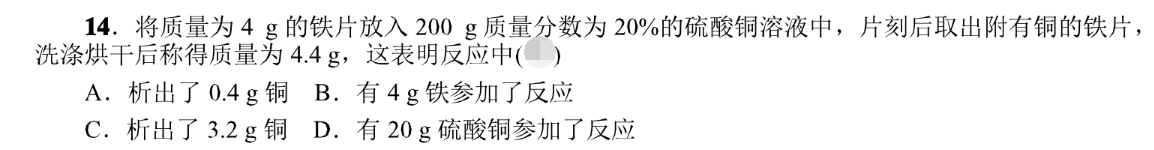 14．将质量为 4 g 的铁片放入 200 g 质量分数为 20%的硫酸铜溶液中，片刻后取出附有铜的铁片，
洗涤烘干后称得质量为 4.4 g，这表明反应中( )
A．析出了 0.4 g 铜 B．有 4 g 铁参加了反应
C．析出了 3.2 g 铜 D．有 20 g 硫酸铜参加了反应